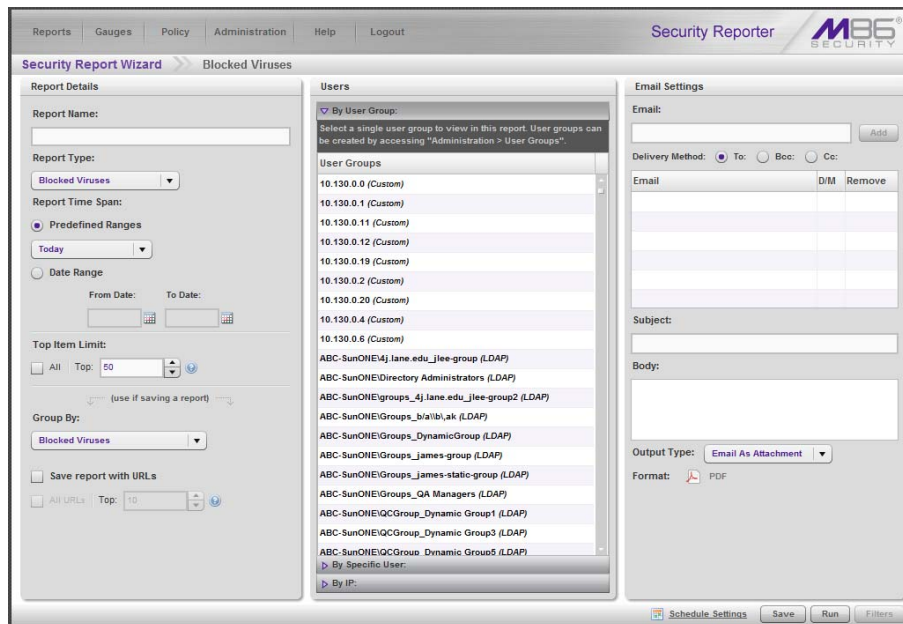 Reports Gauges Policy Administration Help Logout
Security Reporter
M86 ®
SECURITY
Security Report Wizard Blocked Viruses
Report Details
Report Name:
Report Type:
Blocked Viruses
Report Time Span:
Predefined Ranges
Today
Date Range
From Date: To Date:
Top Item Limit:
All Top: 50
(use if saving a report)
Group By:
Blocked Viruses
Save report with URLs
All URLs Top: 10
Users
By User Group:
Select a single user group to view in this report. User groups can
be created by accessing "Administration > User Groups".
User Groups
10.130.0.0 (Custom)
10.130.0.1 (Custom)
10.130.0.11 (Custom)
10.130.0.12 (Custom)
10.130.0.19 (Custom)
10.130.0.2 (Custom)
10.130.0.20 (Custom)
10.130.0.4 (Custom)
10.130.0.6 (Custom)
ABC-SunONE\4j.lane.edu_jlee-group (LDAP)
ABC-SunONE\Directory Administrators (LDAP)
ABC-SunONE\groups_4j.lane.edu_jlee-group2 (LDAP)
ABC-SunONE\Groups_b/a\\b\,ak (LDAP)
ABC-SunONE\Groups_DynamicGroup (LDAP)
ABC-SunONE\Groups_james-group (LDAP)
ABC-SunONE\Groups_james-static-group (LDAP)
ABC-SunONE\Groups_QA Managers (LDAP)
ABC-SunONE\QCGroup_Dynamic Group1 (LDAP)
ABC-SunONE\QCGroup_Dynamic Group3 (LDAP)
ABC-SunONE\QCGroup_Dynamic Group5 (LDAP)
By Specific User:
By IP:
Email Settings
Email:
Add
Delivery Method: To: Bcc: Cc:
Email D/M Remove
Subject:
Body:
Output Type: Email As Attachment
Format: PDF
Schedule Settings Save Run Filters